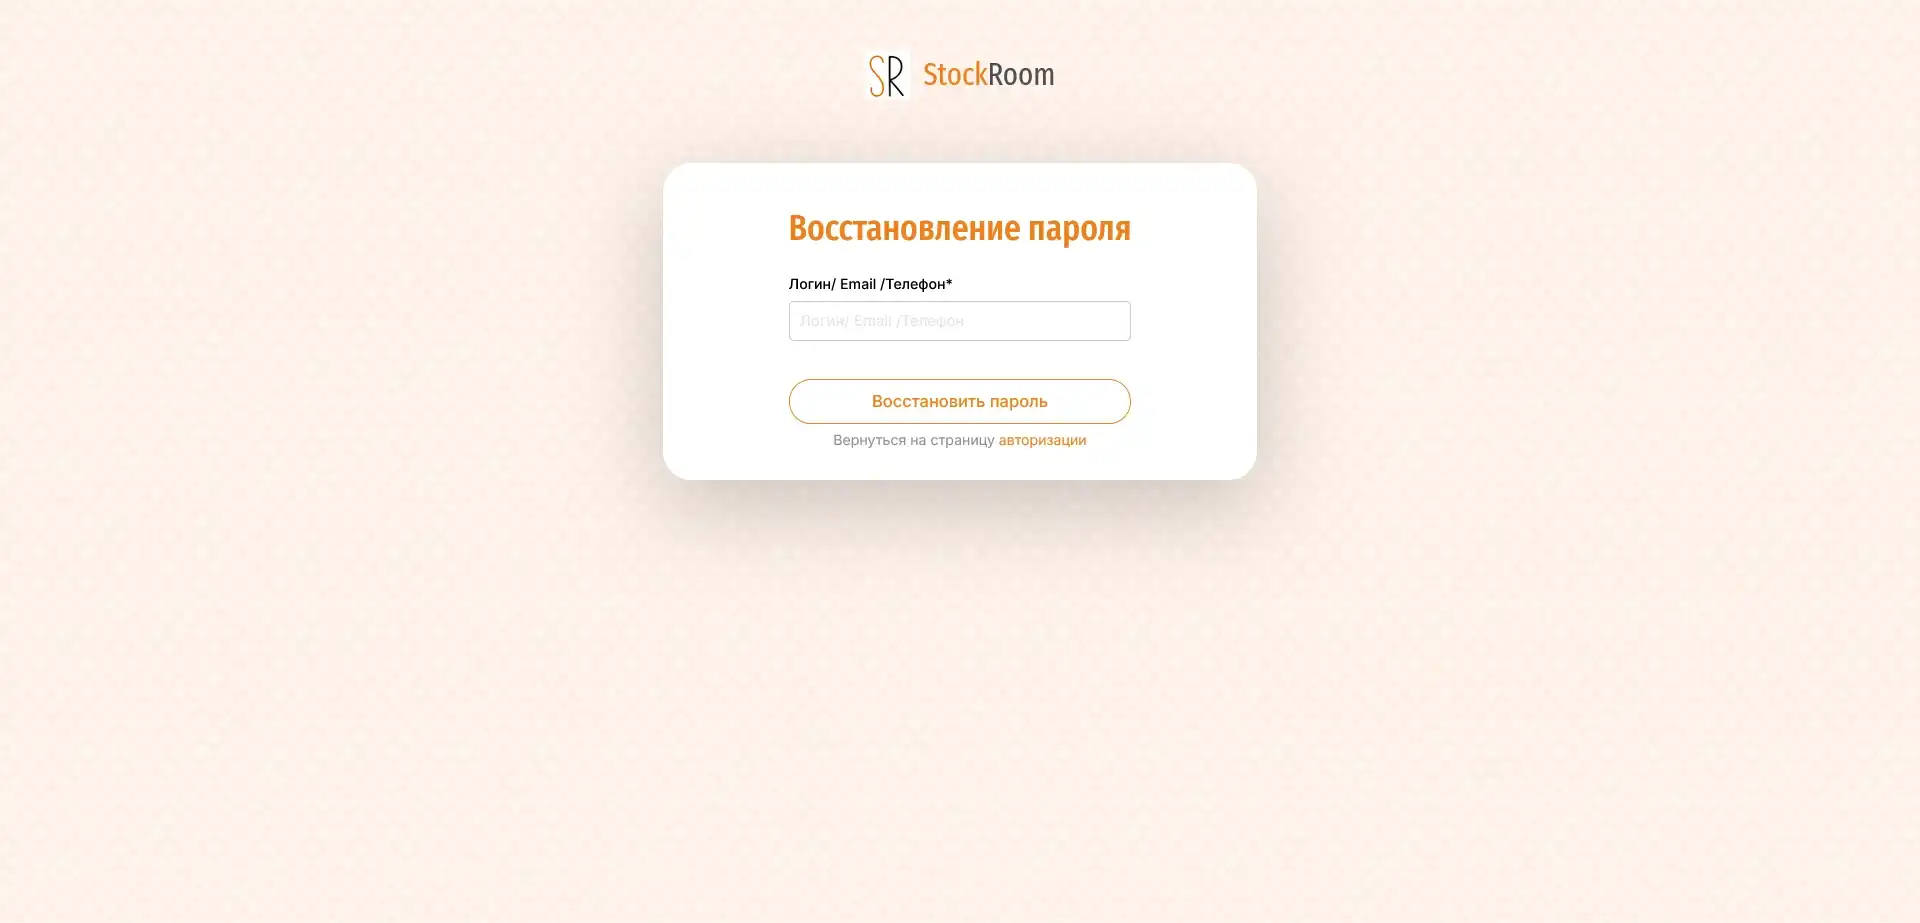 SR StockRoom
Восстановление пароля
Логин/ Email /Телефон*
Логин/ Email /Телефон
Восстановить пароль
Вернуться на страницу авторизации